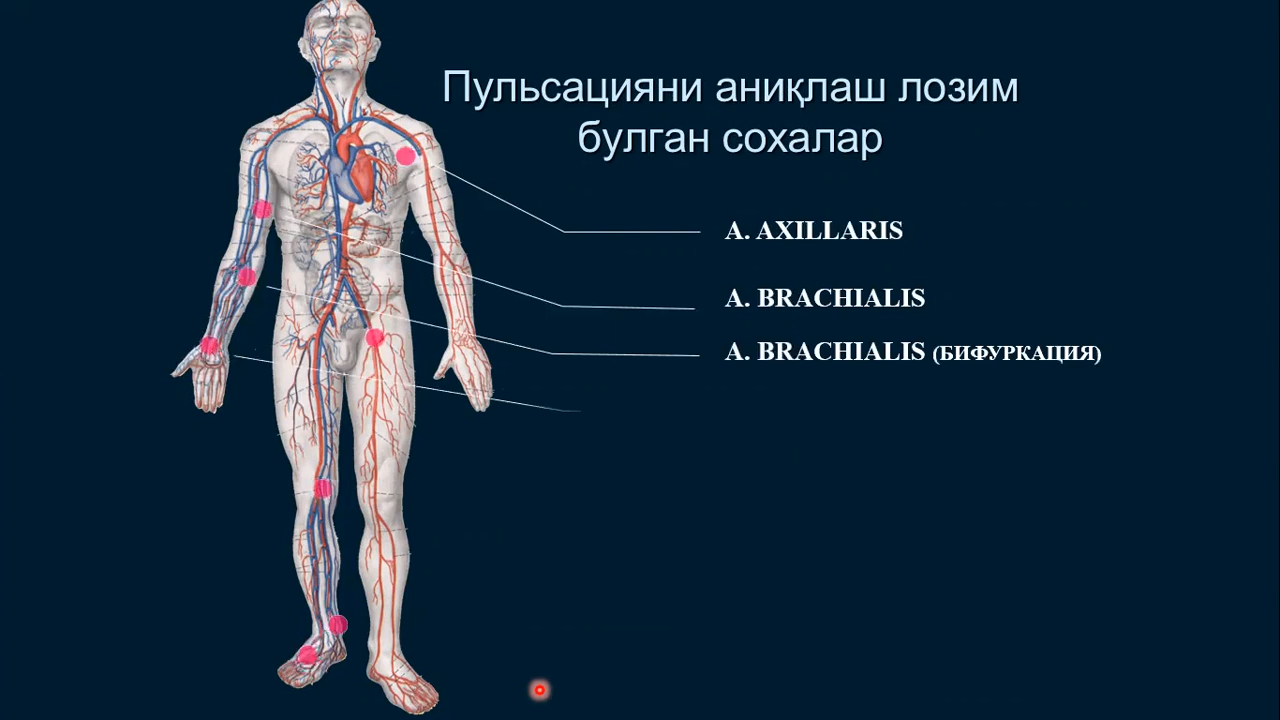 Пульсацияни аниқлаш лозим
булган сохалар
A. AXILLARIS
A. BRACHIALIS
A. BRACHIALIS (БИФУРКАЦИЯ)